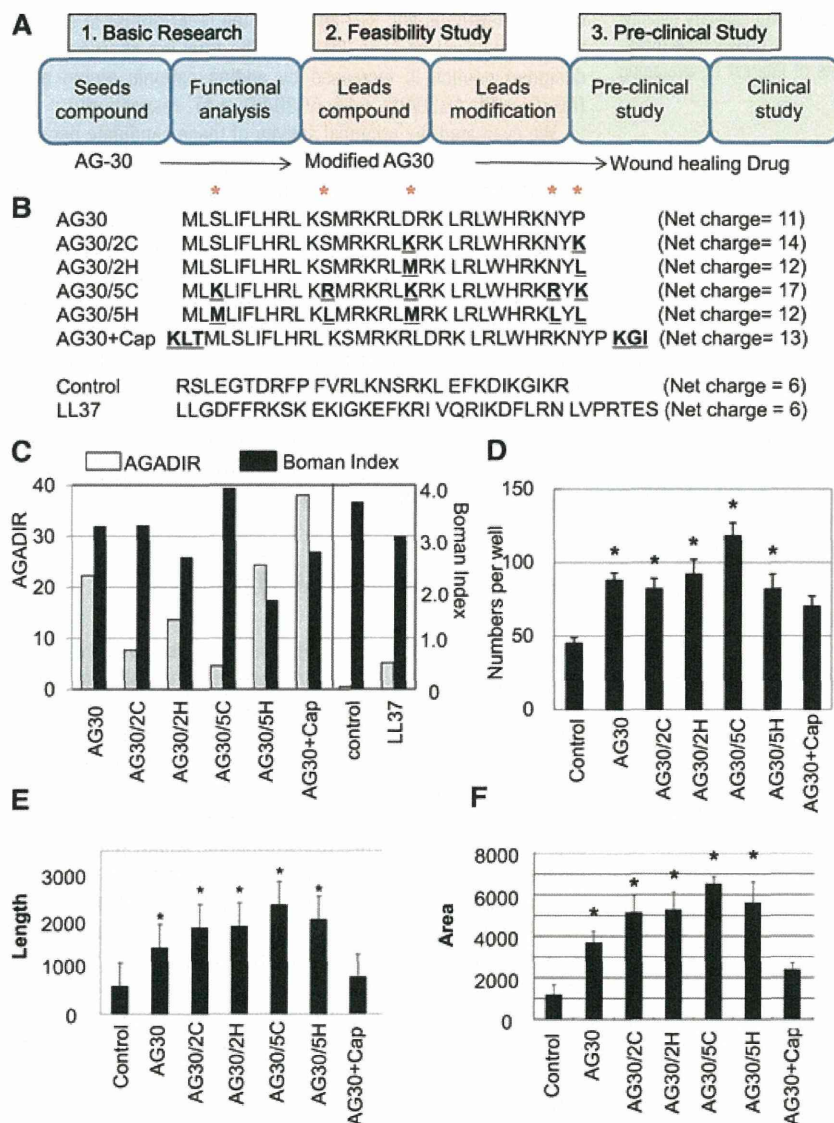 A
1. Basic Research 2. Feasibility Study 3. Pre-clinical Study
Seeds compound Functional analysis Leads compound Leads modification Pre-clinical study Clinical study
AG-30 Modified AG30 Wound healing Drug
* * * * *
B
AG30 MLSLIFLHRL KSMRKRLDRK LRLWHRKNYP (Net charge= 11)
AG30/2C MLSLIFLHRL KSMRKRLKRK LRLWHRKNYK (Net charge= 14)
AG30/2H MLSLIFLHRL KSMRKRLMRK LRLWHRKNYL (Net charge= 12)
AG30/5C MLKLIFLHRL KRMRKRLKRK LRLWHRKRYK (Net charge= 17)
AG30/5H MLMLIFLHRL KLMRKRLMRK LRLWHRKLYL (Net charge= 12)
AG30+Cap KLTMLSLIFLHRL LKSMRKRLDRK LRLWHRKNYP KGI (Net charge= 13)
Control RSLEGTDRFP FVRLKNSRKL EFKDIKGIKR (Net charge = 6)
LL37 LLGDFFRKSK EKIGKEFKRI VQRIKDFLRN LVPRTES (Net charge = 6)
C
AGADIR Boman Index
40
30
20
10
0
AGADIR
4.0
3.0
2.0
1.0
0
Boman Index
AG30 AG30/2C AG30/2H AG30/5C AG30/5H AG30+Cap control LL37
D
150
100
50
0
Numbers per well
* * * * *
Control AG30 AG30/2C AG30/2H AG30/5C AG30/5H AG30+Cap
E
3000
2000
1000
0
Length
* * * * *
Control AG30 AG30/2C AG30/2H AG30/5C AG30/5H AG30+Cap
F
8000
6000
4000
2000
0
Area
* * * * *
Control AG30 AG30/2C AG30/2H AG30/5C AG30/5H AG30+Cap